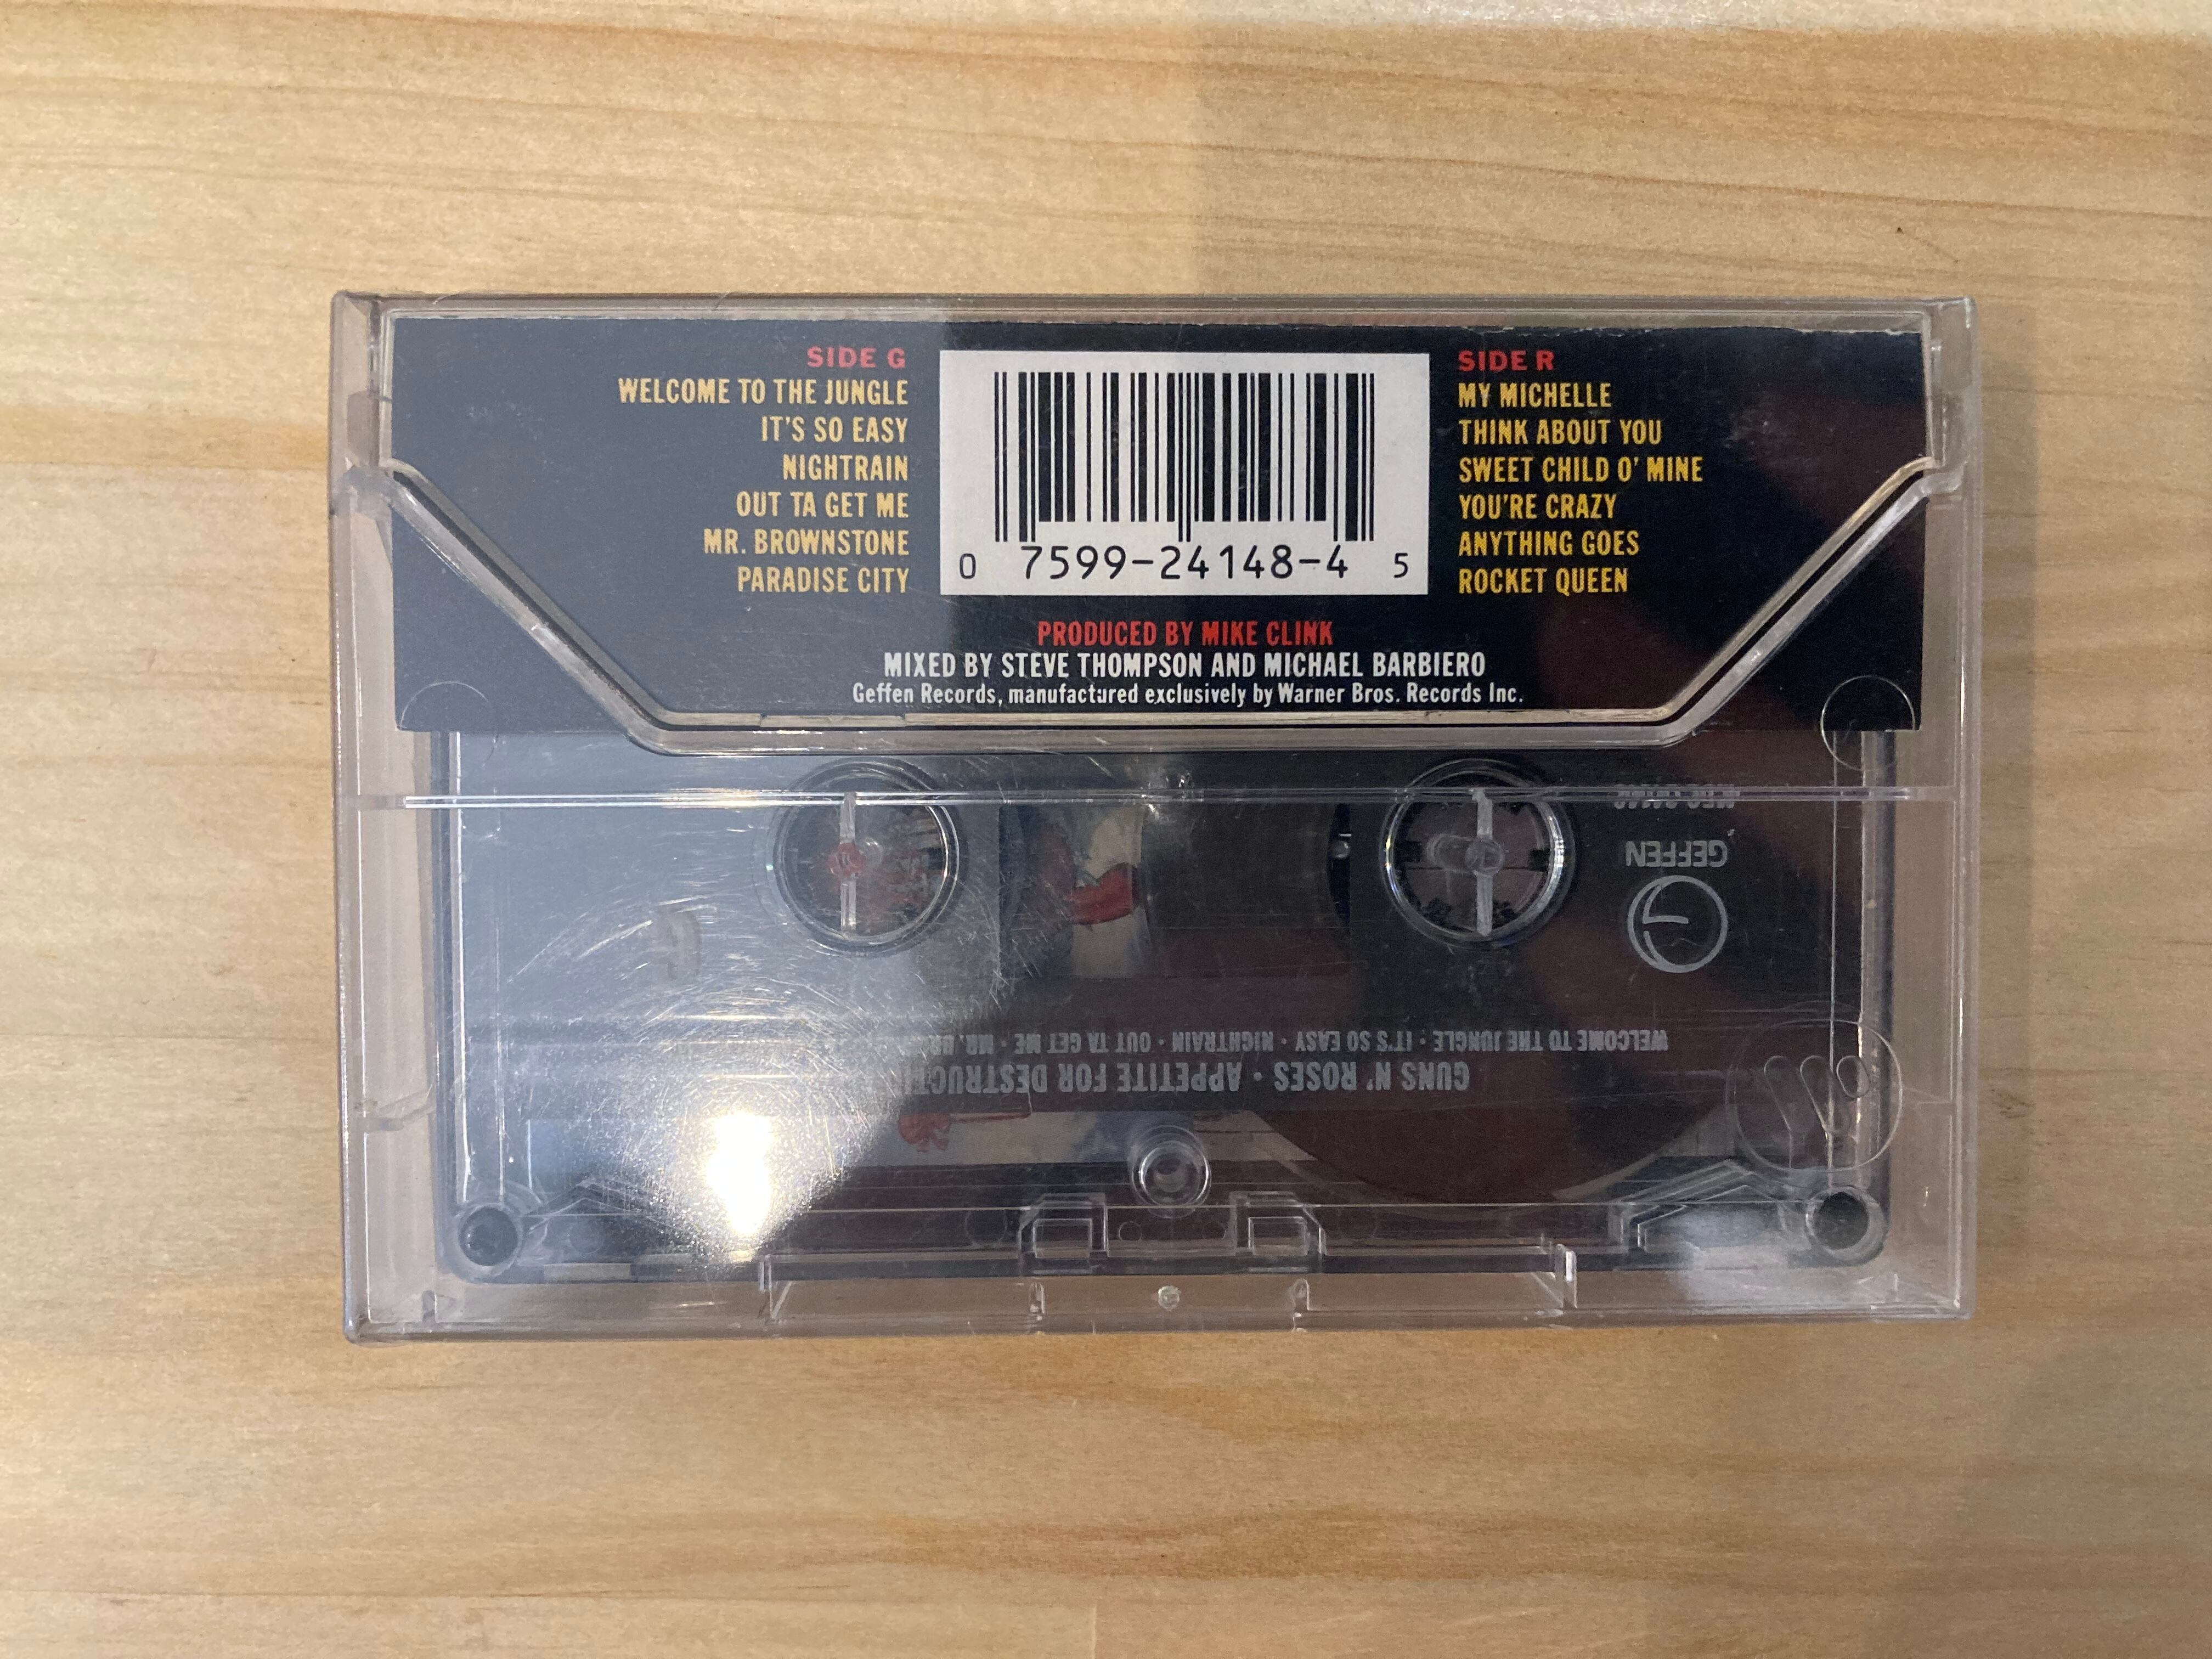 SIDE G
WELCOME TO THE JUNGLE
IT'S SO EASY
NIGHTRAIN
OUT TA GET ME
MR. BROWNSTONE
PARADISE CITY
0 7599-24148-4 5
SIDE R
MY MICHELLE
THINK ABOUT YOU
SWEET CHILD O' MINE
YOU'RE CRAZY
ANYTHING GOES
ROCKET QUEEN
PRODUCED BY MIKE CLINK
MIXED BY STEVE THOMPSON AND MICHAEL BARBIERO
Geffen Records, manufactured exclusively by Warner Bros. Records Inc.
GUNS N' ROSES • APPETITE FOR
WELCOME TO THE JUNGLE • IT'S SO EASY • NIGHTRAIN • OUT TA GET ME • MR.
GEFFEN